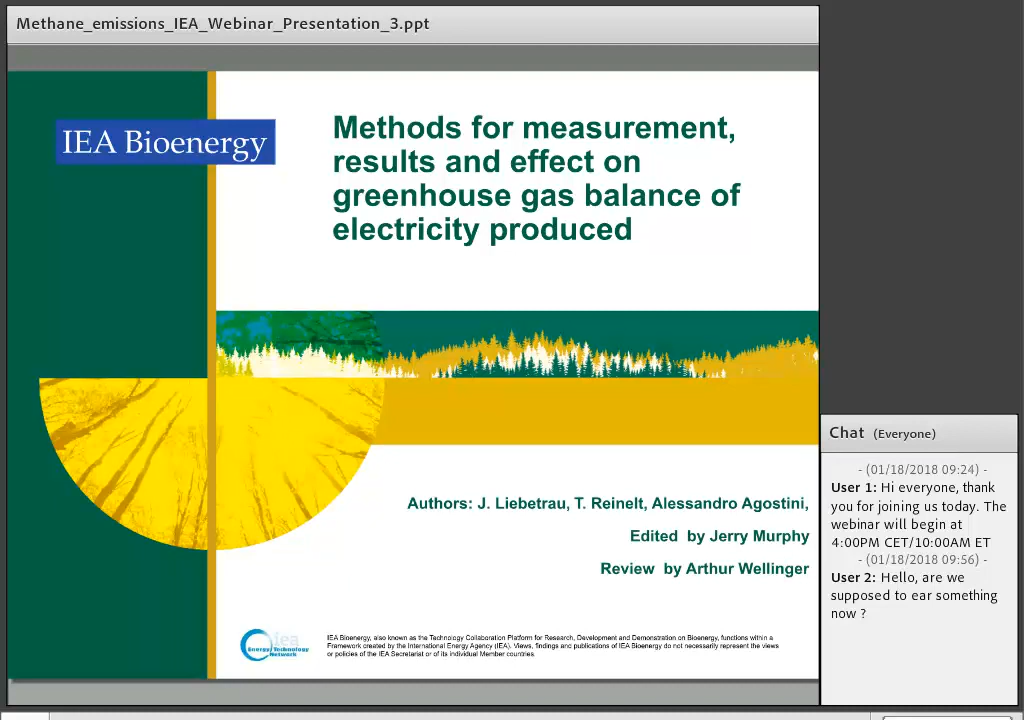 Methane_emissions_IEA_Webinar_Presentation_3.ppt
IEA Bioenergy
Methods for measurement,
results and effect on
greenhouse gas balance of
electricity produced
Authors: J. Liebetrau, T. Reinelt, Alessandro Agostini,
Edited by Jerry Murphy
Review by Arthur Wellinger
iea
Energy Technology
Network
IEA Bioenergy, also known as the Technology Collaboration Platform for Research, Development and Demonstration on Bioenergy, functions within a
Framework created by the International Energy Agency (IEA). Views, findings and publications of IEA Bioenergy do not necessarily represent the views
or policies of the IEA Secretariat or of its individual Member countries.
Chat (Everyone)
- (01/18/2018 09:24) -
User 1: Hi everyone, thank
you for joining us today. The
webinar will begin at
4:00PM CET/10:00AM ET
- (01/18/2018 09:56) -
User 2: Hello, are we
supposed to ear something
now ?